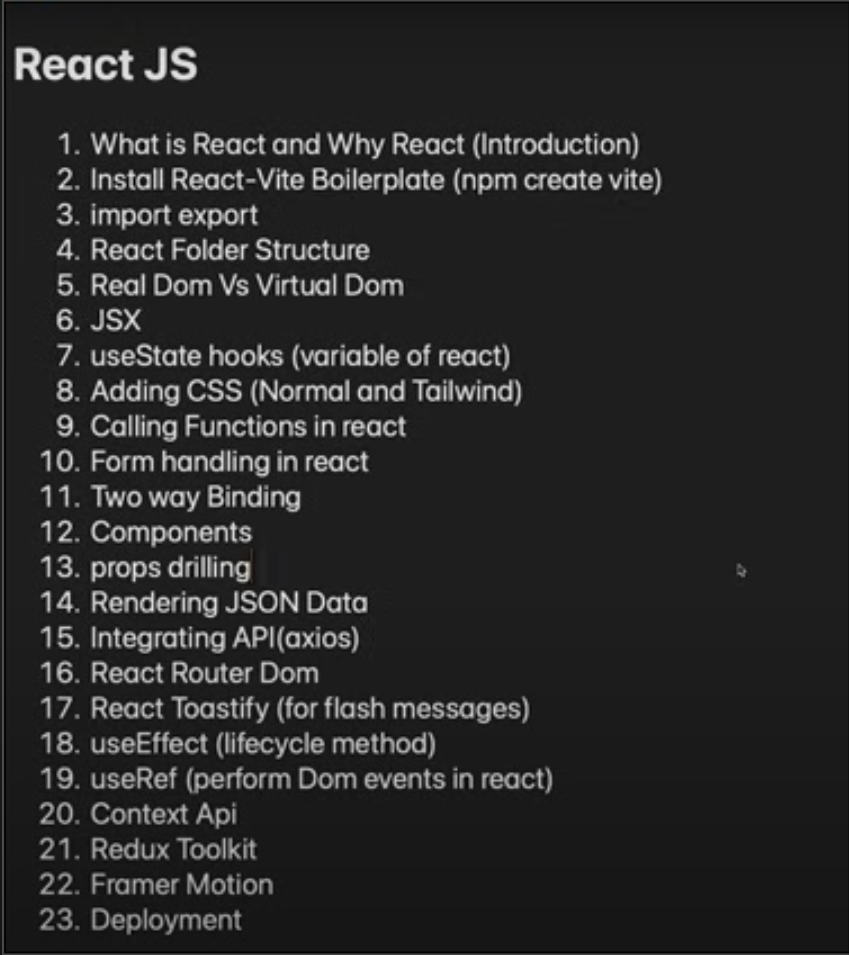 React JS
1. What is React and Why React (Introduction)
2. Install React-Vite Boilerplate (npm create vite)
3. import export
4. React Folder Structure
5. Real Dom Vs Virtual Dom
6. JSX
7. useState hooks (variable of react)
8. Adding CSS (Normal and Tailwind)
9. Calling Functions in react
10. Form handling in react
11. Two way Binding
12. Components
13. props drilling
14. Rendering JSON Data
15. Integrating API(axios)
16. React Router Dom
17. React Toastify (for flash messages)
18. useEffect (lifecycle method)
19. useRef (perform Dom events in react)
20. Context Api
21. Redux Toolkit
22. Framer Motion
23. Deployment